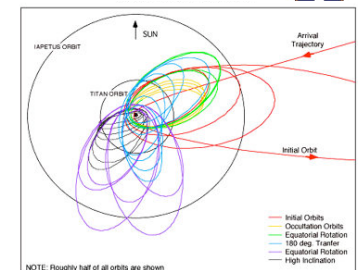 Arrival
Trajectory
SUN
IAPETUS ORBIT
TITAN ORBIT
Initial Orbit
Initial Orbits
Occultation Orbits
Equatorial Rotation
180 deg. Tranfer
Equatorial Rotation
High Inclination
NOTE: Roughly half of all orbits are shown